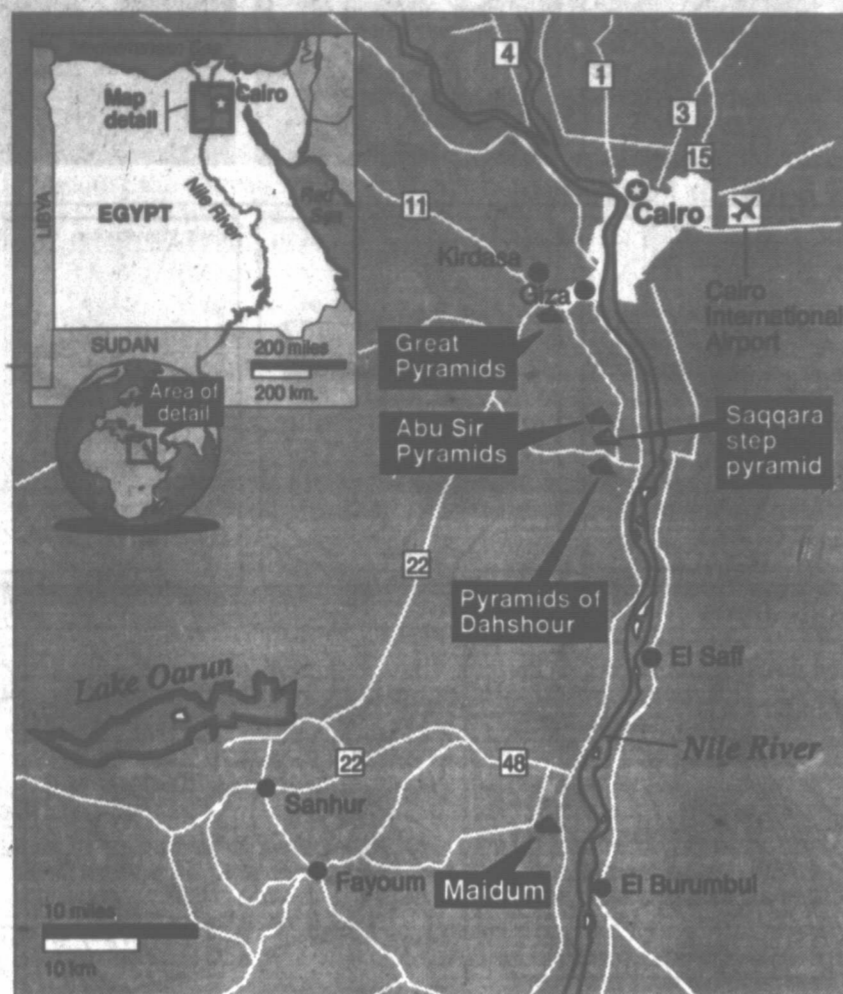 Map
detail
Cairo
LIBYA
EGYPT
Nile River
Red
Sea
SUDAN
200 miles
200 km.
Area of
detail
4
1
3
15
11
Cairo
Kirdasa
Giza
Cairo
International
Airport
Great
Pyramids
Abu Sir
Pyramids
Saqqara
step
pyramid
22
Pyramids of
Dahshour
El Saff
Lake Oarun
Nile River
22
48
Sanhur
Fayoum
Maidum
El Burumbul
10 miles
10 km